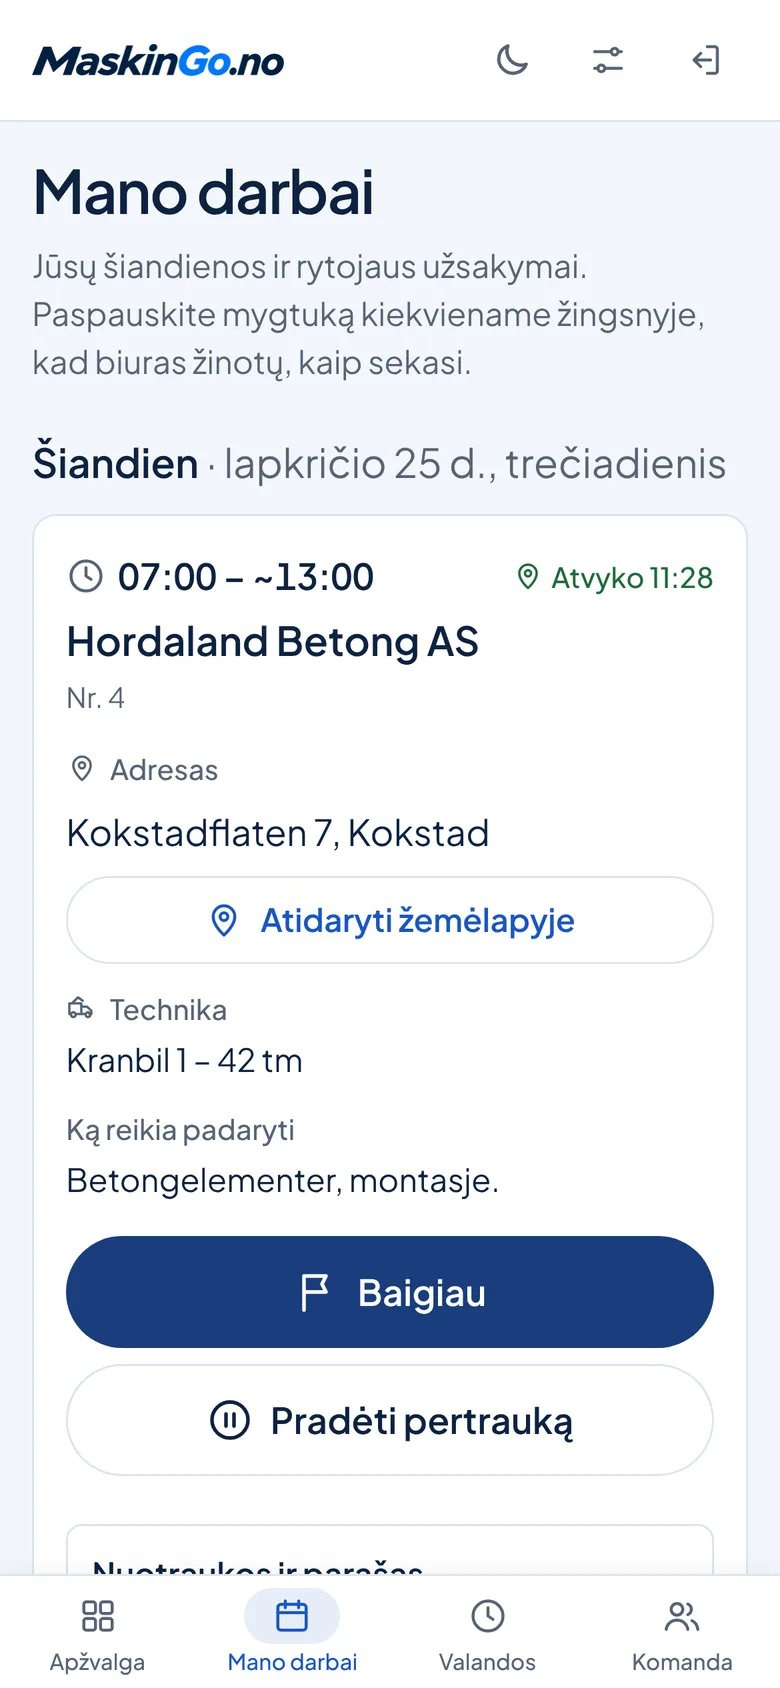 MaskinGo.no
Mano darbai
Jūsų šiandienos ir rytojaus užsakymai.
Paspauskite mygtuką kiekviename žingsnyje,
kad biuras žinotų, kaip sekasi.
Šiandien · lapkričio 25 d., trečiadienis
07:00 – ~13:00
Atvyko 11:28
Hordaland Betong AS
Nr. 4
Adresas
Kokstadflaten 7, Kokstad
Atidaryti žemėlapyje
Technika
Kranbil 1 – 42 tm
Ką reikia padaryti
Betongelementer, montasje.
Baigiau
Pradėti pertrauką
Nuotraukos ir parašas
Apžvalga
Mano darbai
Valandos
Komanda